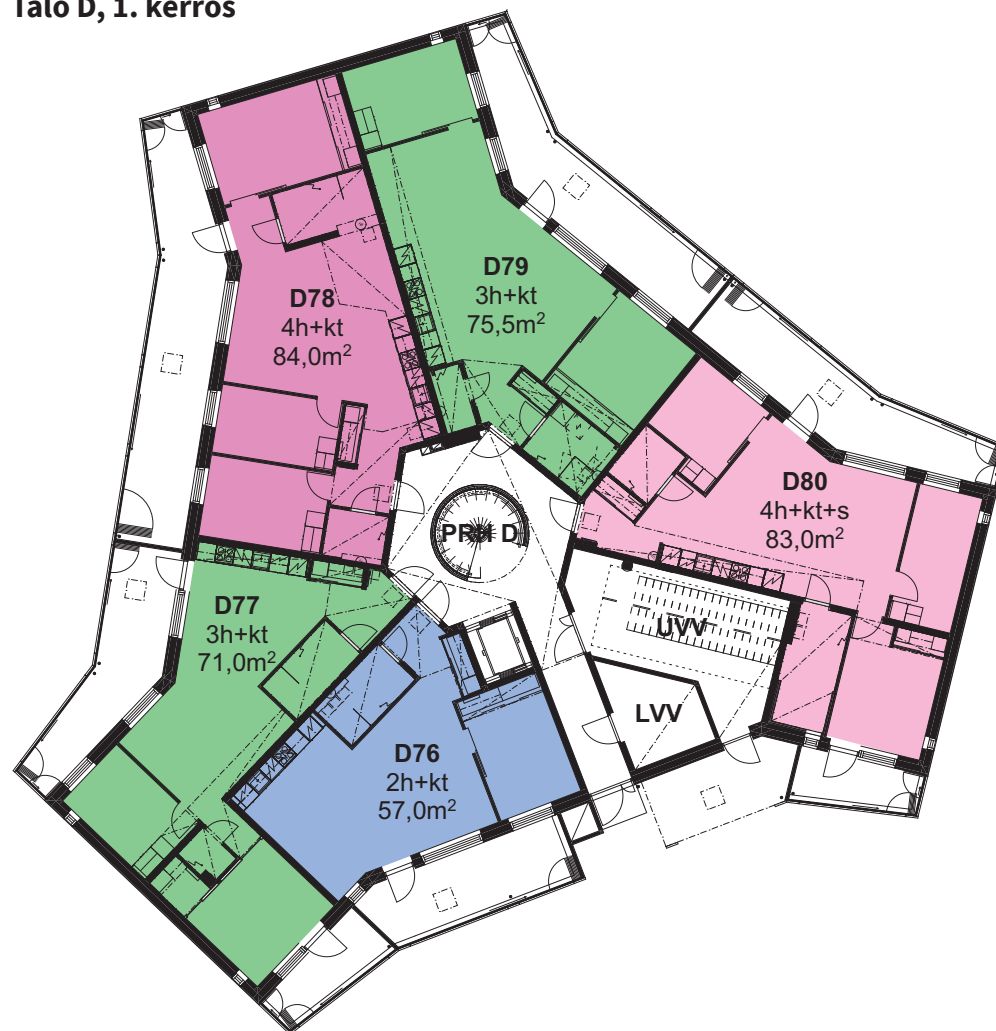 Talo D, 1. kerros
D79
3h+kt
75,5m²
D78
4h+kt
84,0m²
D80
4h+kt+s
83,0m²
PRH D
D77
3h+kt
71,0m²
UVV
LVV
D76
2h+kt
57,0m²